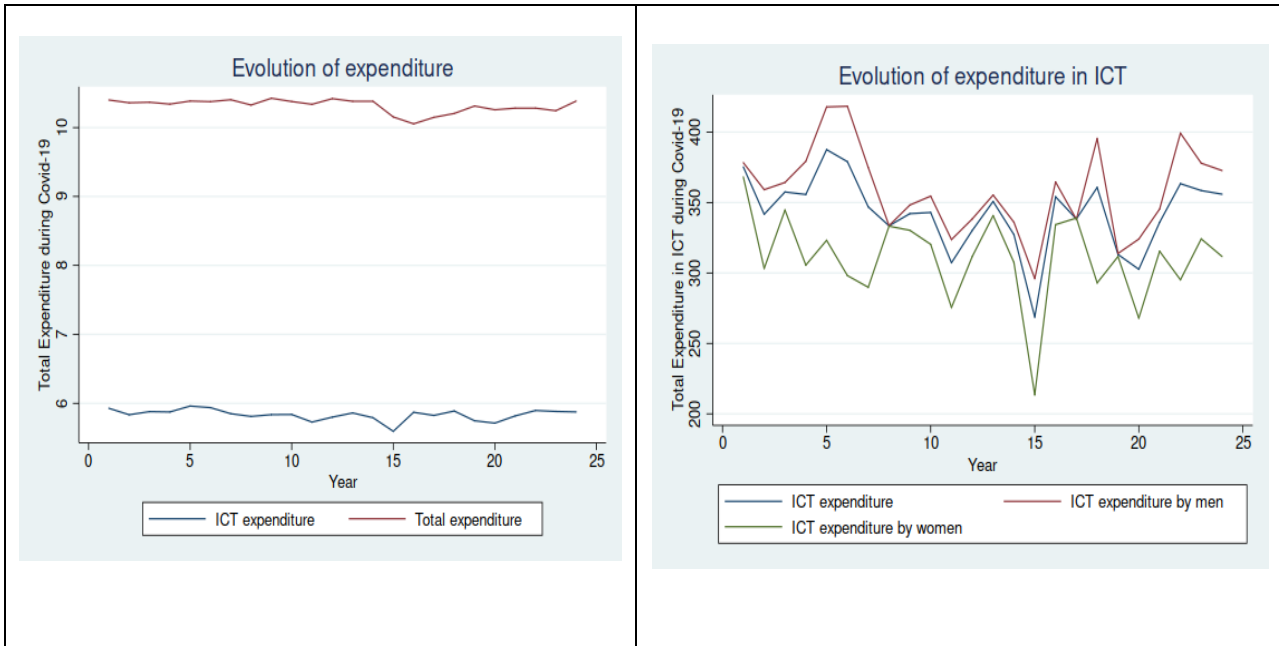 Evolution of expenditure
Total Expenditure during Covid-19
10
9
8
7
6
0 5 10 15 20 25
Year
ICT expenditure Total expenditure
Evolution of expenditure in ICT
Total Expenditure in ICT during Covid-19
400
350
300
250
200
0 5 10 15 20 25
Year
ICT expenditure ICT expenditure by men
ICT expenditure by women